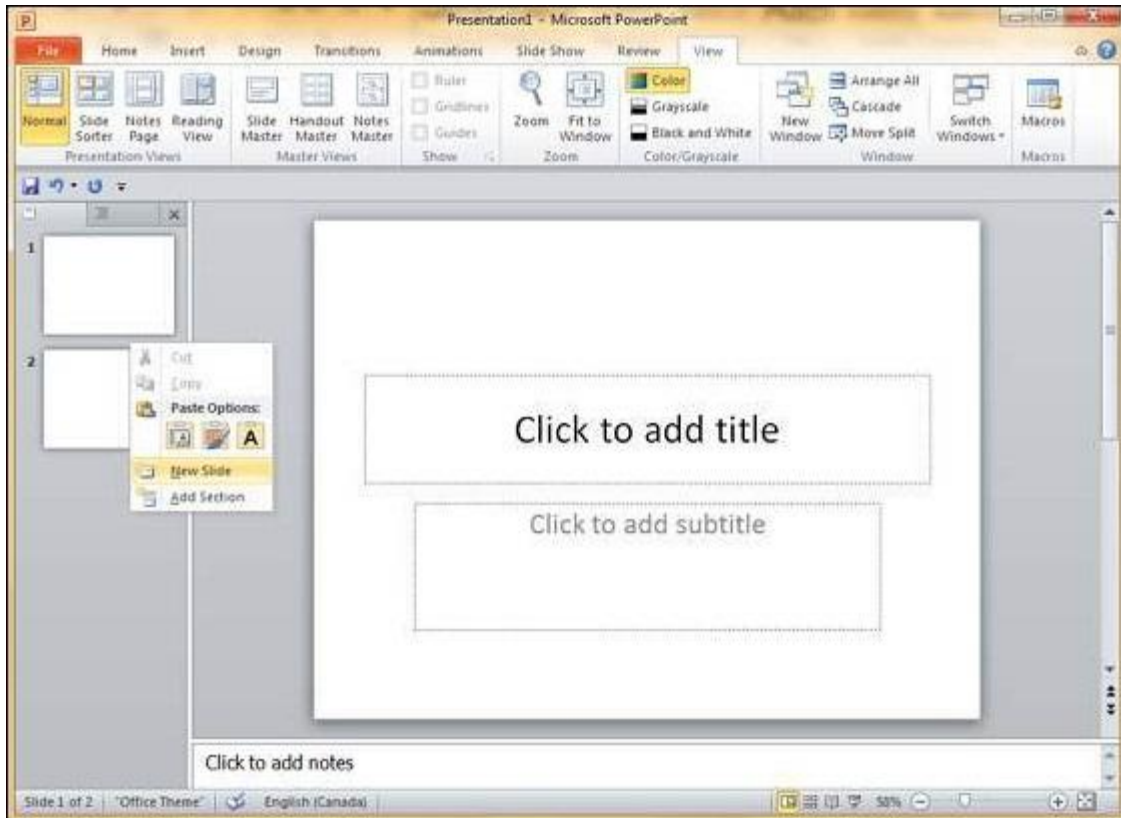 Presentation1 - Microsoft PowerPoint
File Home Insert Design Transitions Animations Slide Show Review View
Normal Slide Sorter Notes Page Reading View Slide Master Handout Master Notes Master Ruler Gridlines Guides Zoom Fit to Window Color Grayscale Black and White New Window Arrange All Cascade Move Split Switch Windows Macros
Presentation Views Master Views Show Zoom Color/Grayscale Window Macros
1
2
Cut
Copy
Paste Options:
A
New Slide
Add Section
Click to add title
Click to add subtitle
Click to add notes
Slide 1 of 2 "Office Theme" English (Canada) 58%